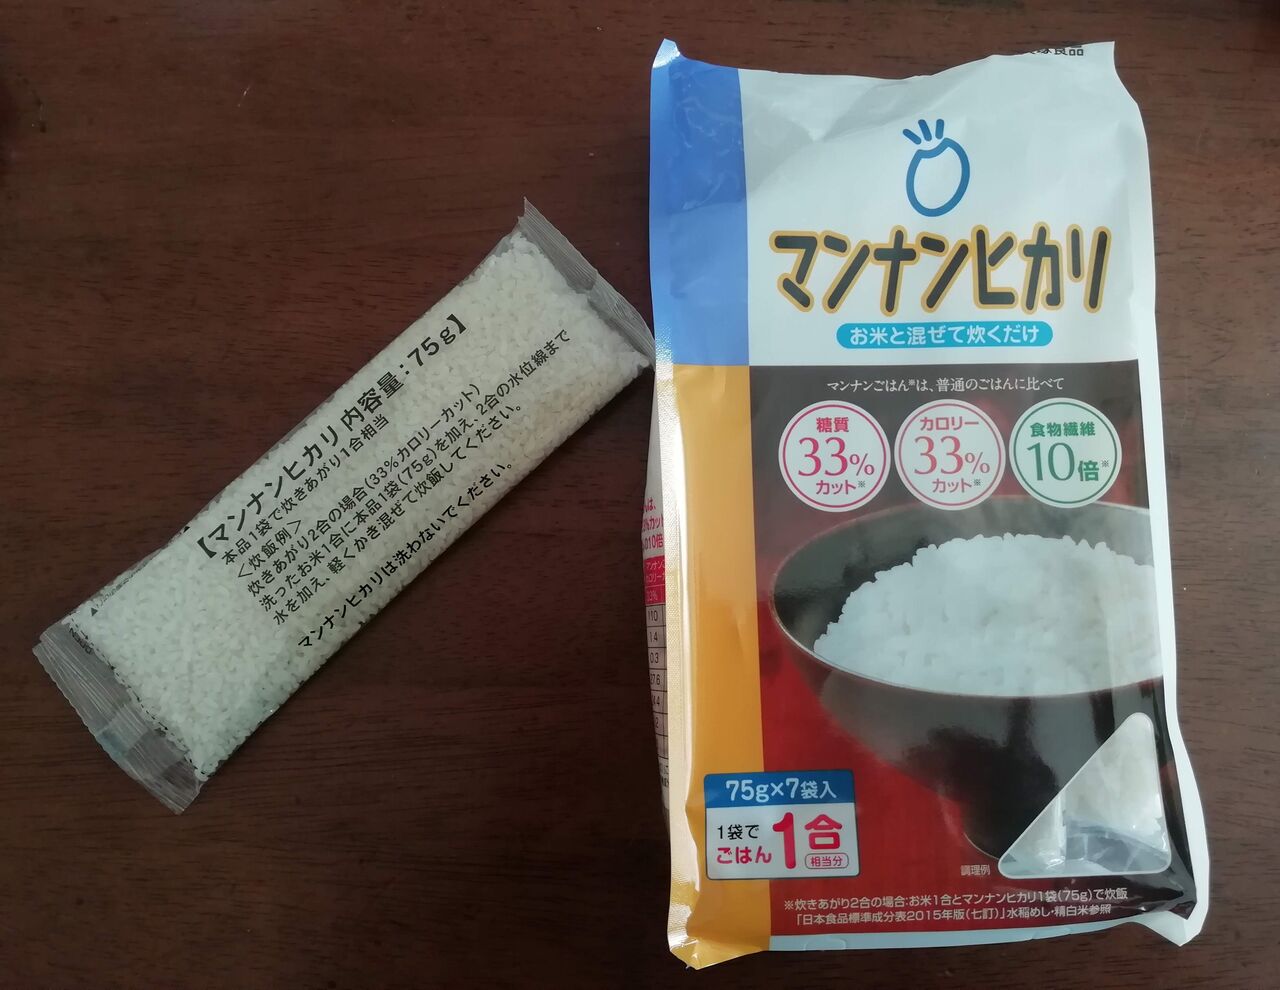 【マンナンヒカリ 内容量：75g】
本品1袋で炊きあがり1合相当
＜炊飯例＞
炊きあがり2合の場合(33%カロリーカット)
洗ったお米1合に本品1袋(75g)を加え、2合の水位線まで
水を加え、軽くかき混ぜて炊飯してください。
マンナンヒカリは洗わないでください。
マンナンヒカリ
お米と混ぜて炊くだけ
マンナンごはん※は、普通のごはんに比べて
糖質
33%
カット※
カロリー
33%
カット※
食物繊維
10倍※
75g×7袋入
1袋で
ごはん
1合
相当分
調理例
※炊きあがり2合の場合:お米1合とマンナンヒカリ1袋(75g)で炊飯
「日本食品標準成分表2015年版(七訂)」水稲めし・精白米参照